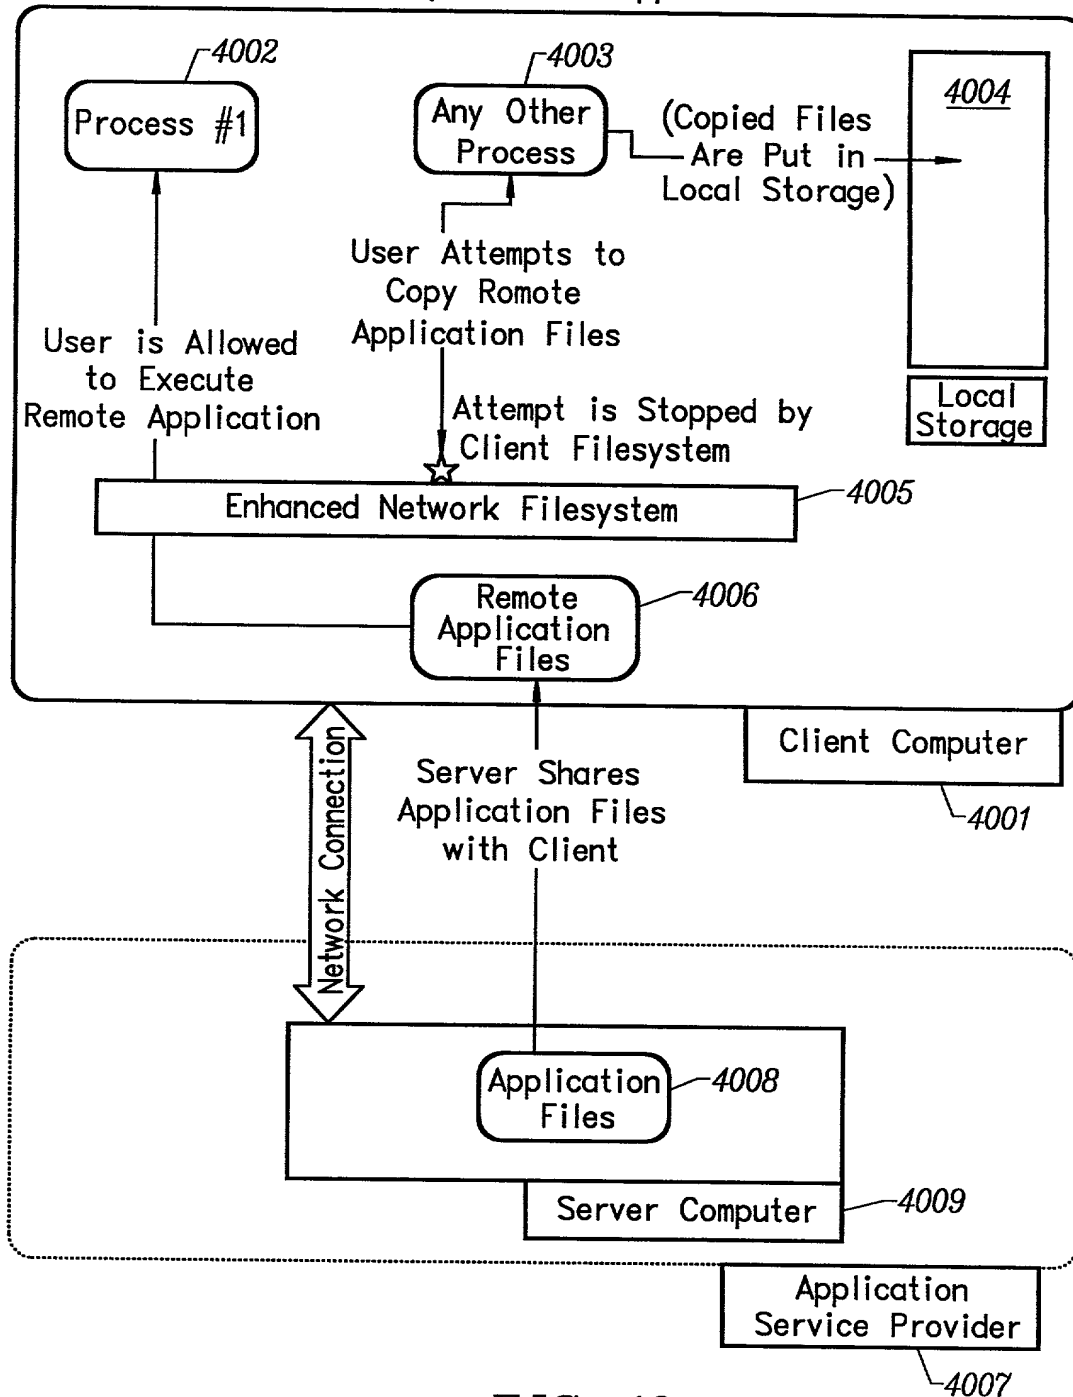 4002
Process #1
4003
Any Other
Process
(Copied Files
Are Put in
Local Storage)
4004
User Attempts to
Copy Romote
Application Files
User is Allowed
to Execute
Remote Application
Attempt is Stopped by
Client Filesystem
Local
Storage
4005
Enhanced Network Filesystem
Remote
Application
Files
4006
Client Computer
4001
Network Connection
Server Shares
Application Files
with Client
Application
Files
4008
Server Computer
4009
Application
Service Provider
4007